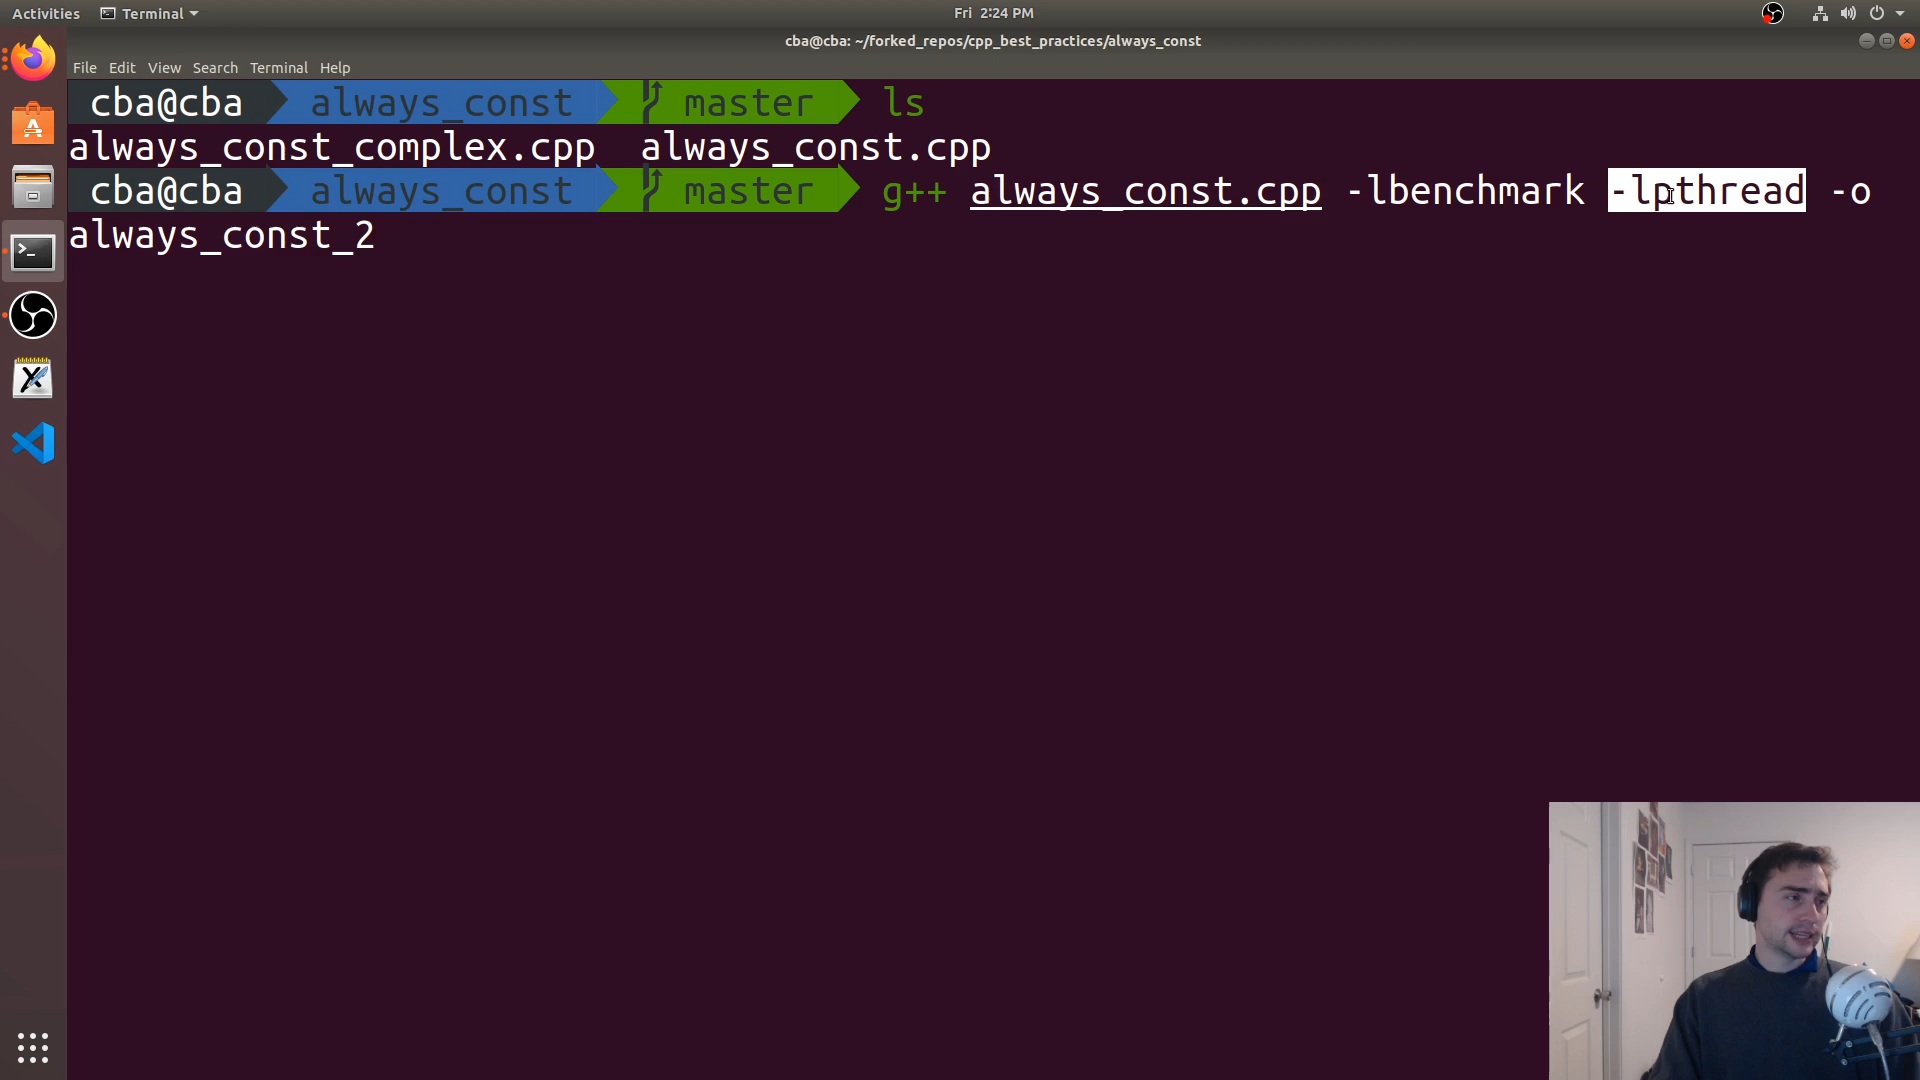 Activities Terminal Fri 2:24 PM
cba@cba: ~/forked_repos/cpp_best_practices/always_const
File Edit View Search Terminal Help
cba@cba always_const master ls
always_const_complex.cpp always_const.cpp
cba@cba always_const master g++ always_const.cpp -lbenchmark -lpthread -o
always_const_2